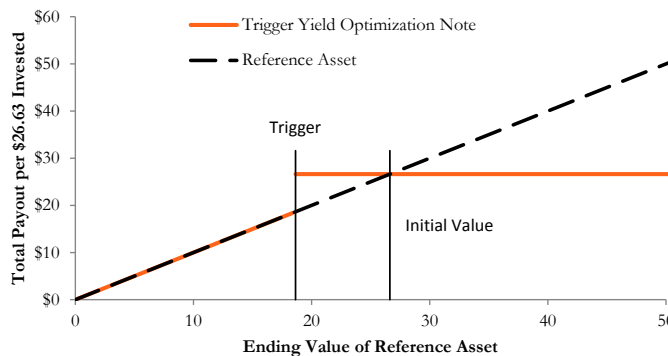 Trigger Yield Optimization Note
Reference Asset
Total Payout per $26.63 Invested
$60
$50
$40
$30
$20
$10
$0
Trigger
Initial Value
0
10
20
30
40
50
Ending Value of Reference Asset